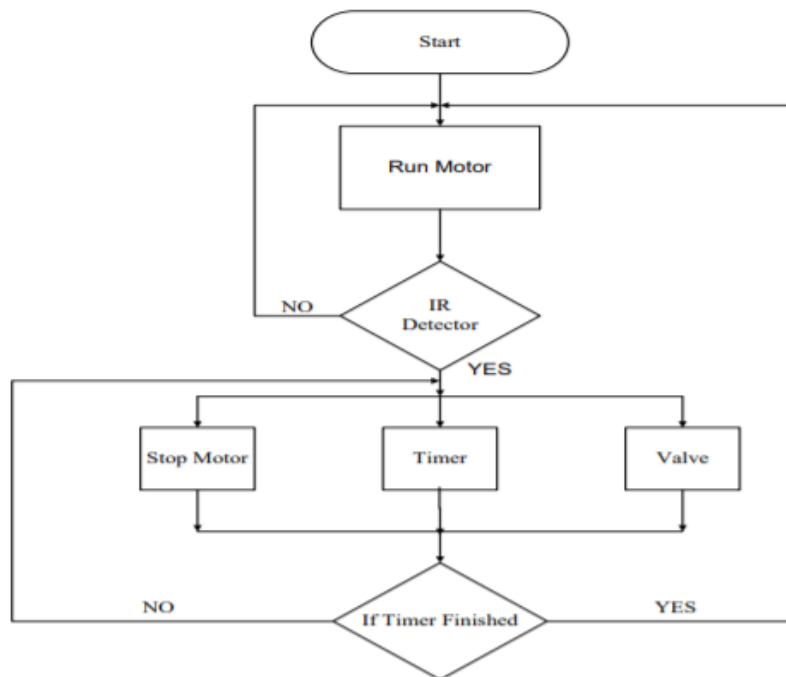 Start
Run Motor
IR
Detector
NO
YES
Stop Motor
Timer
Valve
NO
If Timer Finished
YES